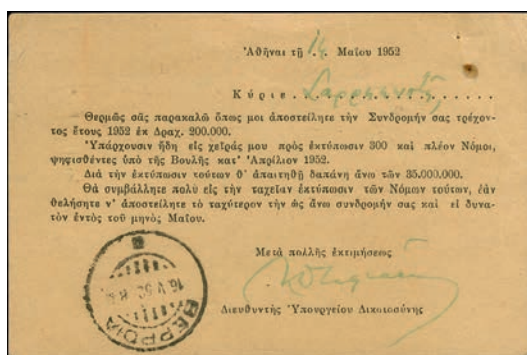 Ἀθῆναι τῇ 14 Μαΐου 1952
Κύριε . . . . . . . . . . . . . . . . . . .
Θερμῶς σᾶς παρακαλῶ ὅπως μοι ἀποστείλητε τὴν Συνδρομήν σας τρέχον-
τος ἔτους 1952 ἐκ Δραχ. 200.000.
Ὑπάρχουσιν ἤδη εἰς χεῖράς μου πρὸς ἐκτύπωσιν 300 καὶ πλέον Νόμοι,
ψηφισθέντες ὑπὸ τῆς Βουλῆς κατ' Ἀπρίλιον 1952.
Διὰ τὴν ἐκτύπωσιν τούτων θ' ἀπαιτηθῇ δαπάνη ἄνω τῶν 35.000.000.
Θὰ συμβάλλητε πολὺ εἰς τὴν ταχεῖαν ἐκτύπωσιν τῶν Νόμων τούτων, ἐὰν
θελήσητε ν' ἀποστείλητε τὸ ταχύτερον τὴν ὡς ἄνω συνδρομήν σας καὶ εἰ δυνα-
τὸν ἐντὸς τοῦ μηνὸς Μαΐου.
Μετὰ πολλῆς ἐκτιμήσεως
Διευθυντὴς Ὑπουργείου Δικαιοσύνης
16 V 52
ΒΕΡΡΟΙΑ